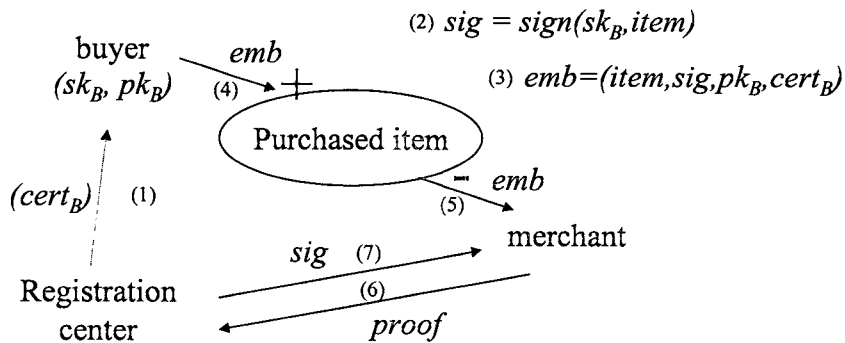 (2) sig = sign(sk_B,item)
buyer
emb
(sk_B, pk_B)
(4)
+
(3) emb=(item,sig,pk_B,cert_B)
Purchased item
-
emb
(cert_B)
(1)
(5)
merchant
sig (7)
Registration
center
(6)
proof